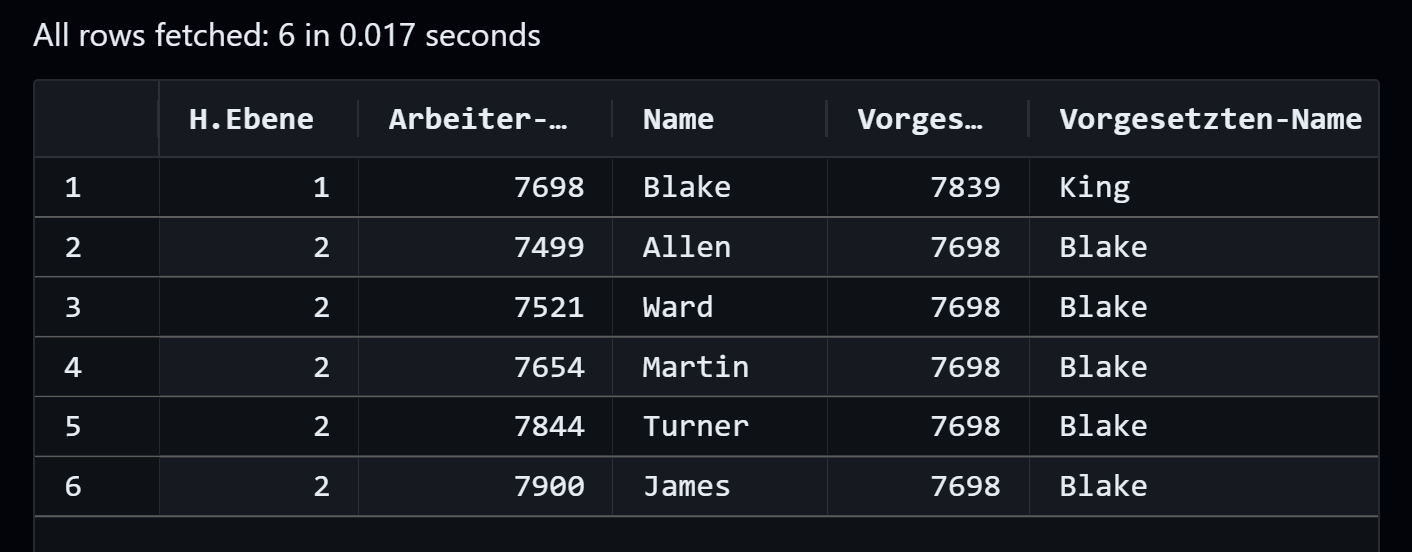 All rows fetched: 6 in 0.017 seconds
H.Ebene Arbeiter-… Name Vorges… Vorgesetzten-Name
1 1 7698 Blake 7839 King
2 2 7499 Allen 7698 Blake
3 2 7521 Ward 7698 Blake
4 2 7654 Martin 7698 Blake
5 2 7844 Turner 7698 Blake
6 2 7900 James 7698 Blake